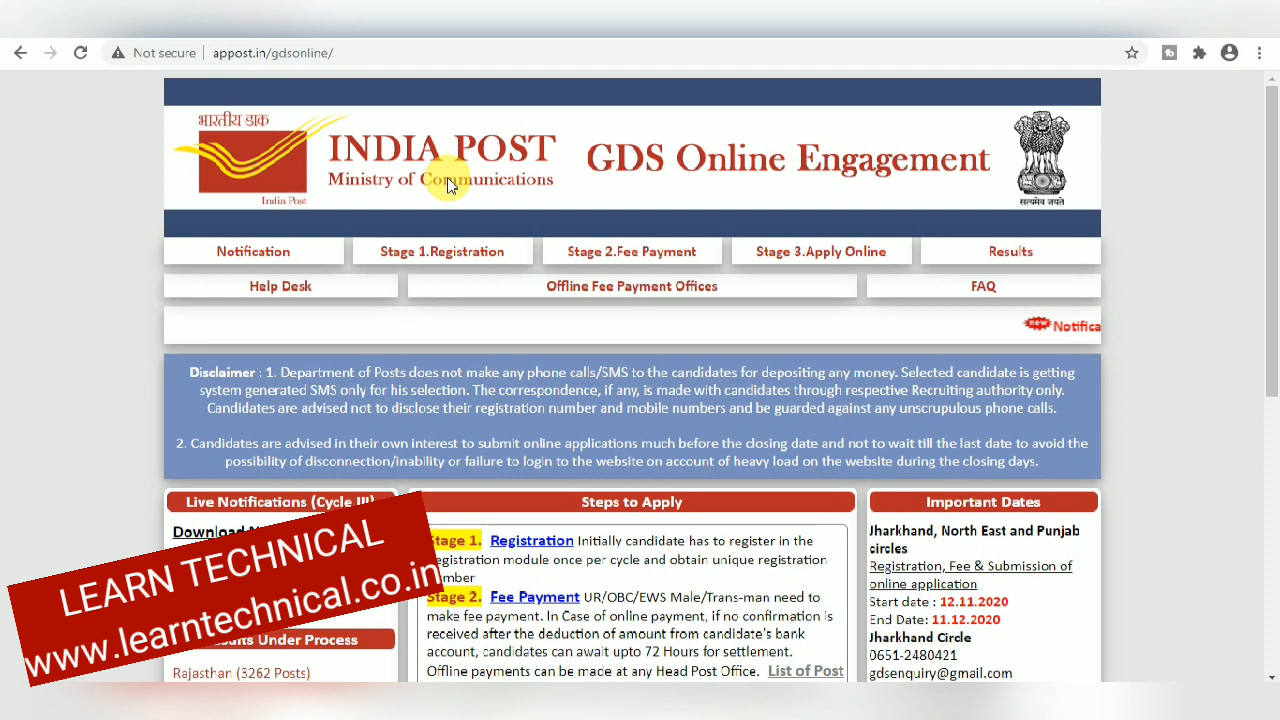 Not secure
appost.in/gdsonline/
भारतीय डाक
India Post
INDIA POST
Ministry of Communications
GDS Online Engagement
सत्यमेव जयते
Notification
Stage 1.Registration
Stage 2.Fee Payment
Stage 3.Apply Online
Results
Help Desk
Offline Fee Payment Offices
FAQ
new Notifica
Disclaimer : 1. Department of Posts does not make any phone calls/SMS to the candidates for depositing any money. Selected candidate is getting
system generated SMS only for his selection. The correspondence, if any, is made with candidates through respective Recruiting authority only.
Candidates are advised not to disclose their registration number and mobile numbers and be guarded against any unscrupulous phone calls.
2. Candidates are advised in their own interest to submit online applications much before the closing date and not to wait till the last date to avoid the
possibility of disconnection/inability or failure to login to the website on account of heavy load on the website during the closing days.
Live Notifications (Cycle III)
Download
LEARN TECHNICAL
www.learntechnical.co.in
Under Process
Rajasthan (3262 Posts)
Steps to Apply
Stage 1. Registration Initially candidate has to register in the
registration module once per cycle and obtain unique registration
number
Stage 2. Fee Payment UR/OBC/EWS Male/Trans-man need to
make fee payment. In Case of online payment, if no confirmation is
received after the deduction of amount from candidate's bank
account, candidates can await upto 72 Hours for settlement.
Offline payments can be made at any Head Post Office. List of Post
Important Dates
Jharkhand, North East and Punjab
circles
Registration, Fee & Submission of
online application
Start date : 12.11.2020
End Date: 11.12.2020
Jharkhand Circle
0651-2480421
gdsenquiry@gmail.com